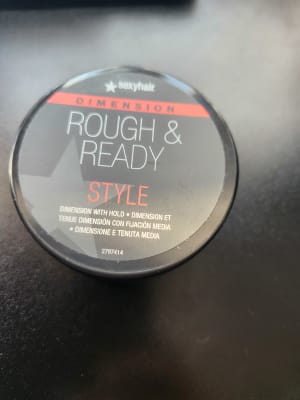 sexyhair
DIMENSION
ROUGH &
READY
STYLE
DIMENSION WITH HOLD • DIMENSION ET
TENUE DIMENSIÓN CON FIJACIÓN MEDIA
• DIMENSIONE E TENUTA MEDIA
2797414